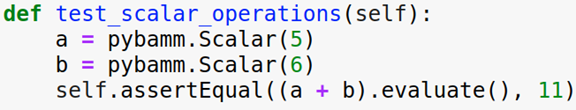 def test_scalar_operations(self):
    a = pybamm.Scalar(5)
    b = pybamm.Scalar(6)
    self.assertEqual((a + b).evaluate(), 11)